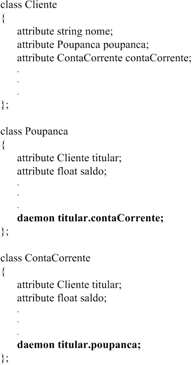 class Cliente
{
attribute string nome;
attribute Poupanca poupanca;
attribute ContaCorrente contaCorrente;
.
.
.
};
class Poupanca
{
attribute Cliente titular;
attribute float saldo;
.
.
.
daemon titular.contaCorrente;
};
class ContaCorrente
{
attribute Cliente titular;
attribute float saldo;
.
.
.
daemon titular.poupanca;
};